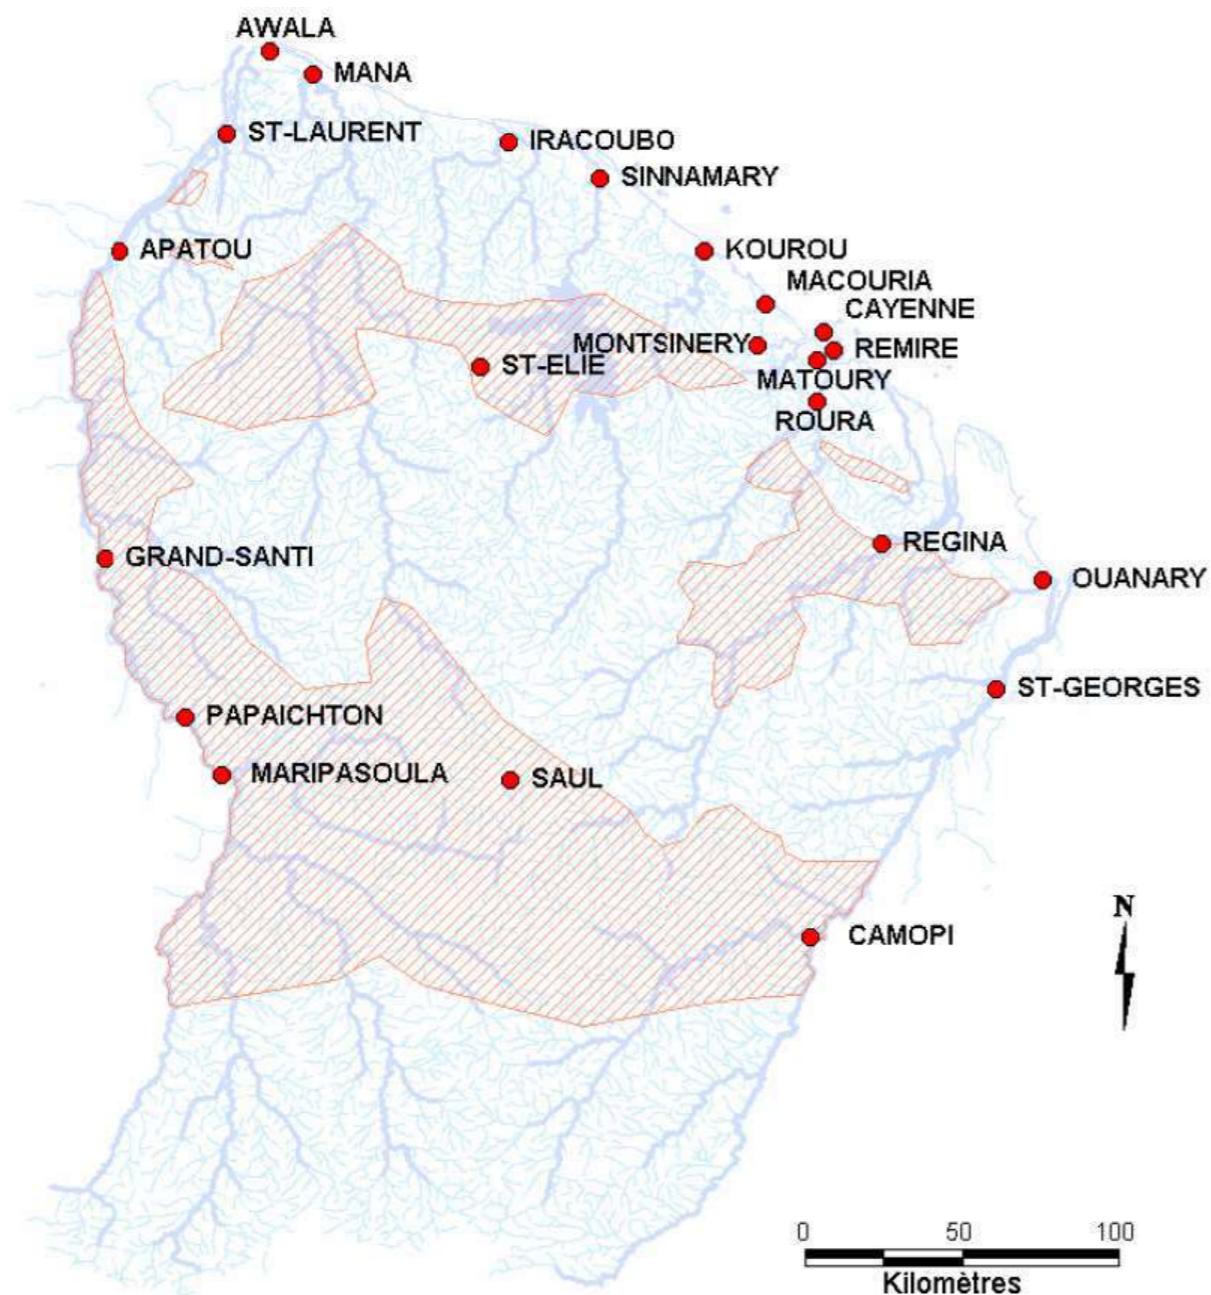 AWALA
MANA
ST-LAURENT
IRACOUBO
SINNAMARY
APATOU
KOUROU
MACOURIA
CAYENNE
MONTSINERY
REMIRE
ST-ELIE
MATOURY
ROURA
REGINA
GRAND-SANTI
OUANARY
ST-GEORGES
PAPAICHTON
MARIPASOULA
SAUL
N
CAMOPI
0 50 100
Kilomètres